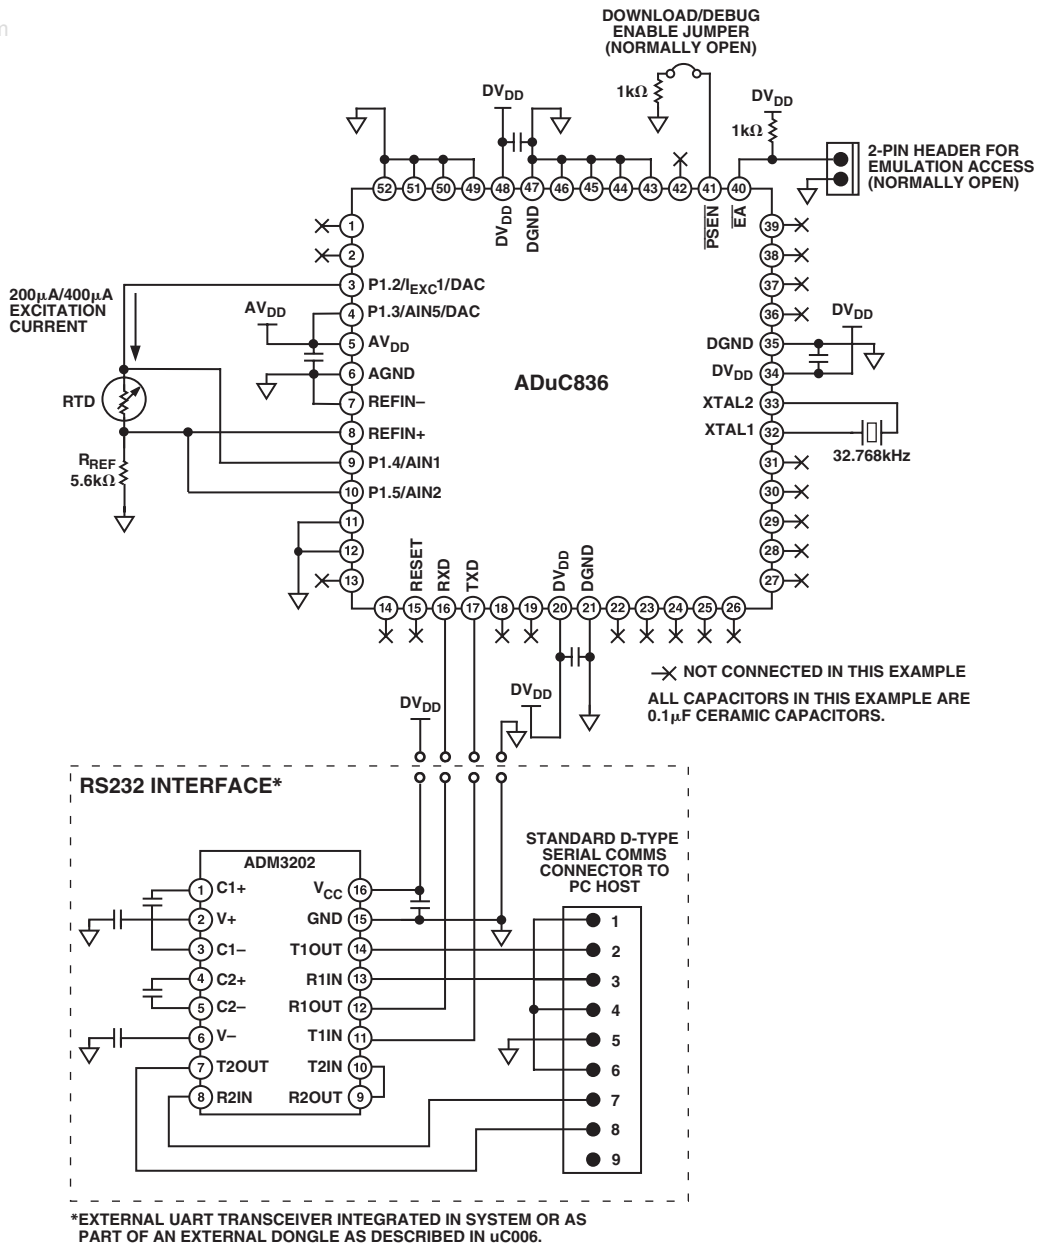 m
DOWNLOAD/DEBUG
ENABLE JUMPER
(NORMALLY OPEN)
1kΩ
DVDD
DVDD
1kΩ
2-PIN HEADER FOR
EMULATION ACCESS
(NORMALLY OPEN)
52 51 50 49 48 47 46 45 44 43 42 41 40
DVDD
DGND
PSEN
EA
1
2
3 P1.2/IEXC1/DAC
4 P1.3/AIN5/DAC
5 AVDD
6 AGND
7 REFIN–
8 REFIN+
9 P1.4/AIN1
10 P1.5/AIN2
11
12
13
200µA/400µA
EXCITATION
CURRENT
AVDD
RTD
RREF
5.6kΩ
ADuC836
39
38
37
36
DGND 35
DVDD 34
XTAL2 33
XTAL1 32
31
30
29
28
27
DVDD
32.768kHz
RESET
RXD
TXD
DVDD
DGND
14 15 16 17 18 19 20 21 22 23 24 25 26
NOT CONNECTED IN THIS EXAMPLE
ALL CAPACITORS IN THIS EXAMPLE ARE
0.1µF CERAMIC CAPACITORS.
DVDD
DVDD
RS232 INTERFACE*
ADM3202
1 C1+
2 V+
3 C1–
4 C2+
5 C2–
6 V–
7 T2OUT
8 R2IN
VCC 16
GND 15
T1OUT 14
R1IN 13
R1OUT 12
T1IN 11
T2IN 10
R2OUT 9
STANDARD D-TYPE
SERIAL COMMS
CONNECTOR TO
PC HOST
1
2
3
4
5
6
7
8
9
*EXTERNAL UART TRANSCEIVER INTEGRATED IN SYSTEM OR AS
PART OF AN EXTERNAL DONGLE AS DESCRIBED IN uC006.